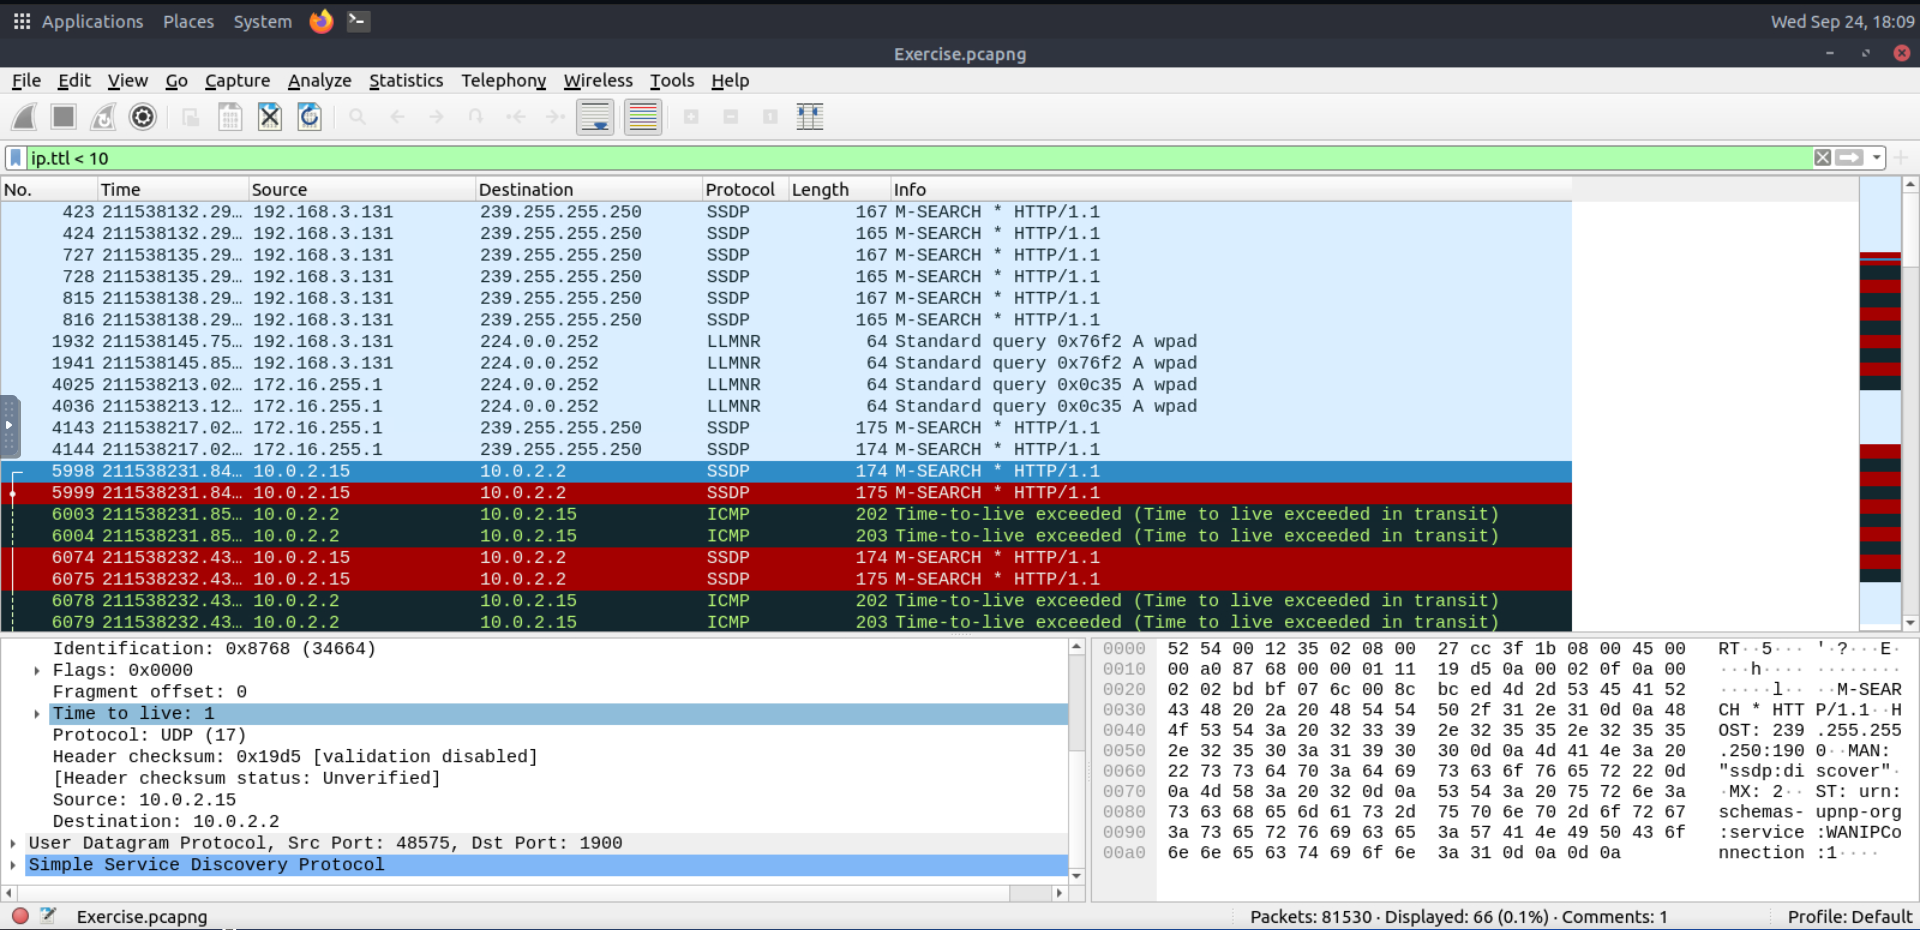 Applications Places System Wed Sep 24, 18:09
Exercise.pcapng
File Edit View Go Capture Analyze Statistics Telephony Wireless Tools Help
ip.ttl < 10
No. Time Source Destination Protocol Length Info
423 211538132.29… 192.168.3.131 239.255.255.250 SSDP 167 M-SEARCH * HTTP/1.1
424 211538132.29… 192.168.3.131 239.255.255.250 SSDP 165 M-SEARCH * HTTP/1.1
727 211538135.29… 192.168.3.131 239.255.255.250 SSDP 167 M-SEARCH * HTTP/1.1
728 211538135.29… 192.168.3.131 239.255.255.250 SSDP 165 M-SEARCH * HTTP/1.1
815 211538138.29… 192.168.3.131 239.255.255.250 SSDP 167 M-SEARCH * HTTP/1.1
816 211538138.29… 192.168.3.131 239.255.255.250 SSDP 165 M-SEARCH * HTTP/1.1
1932 211538145.75… 192.168.3.131 224.0.0.252 LLMNR 64 Standard query 0x76f2 A wpad
1941 211538145.85… 192.168.3.131 224.0.0.252 LLMNR 64 Standard query 0x76f2 A wpad
4025 211538213.02… 172.16.255.1 224.0.0.252 LLMNR 64 Standard query 0x0c35 A wpad
4036 211538213.12… 172.16.255.1 224.0.0.252 LLMNR 64 Standard query 0x0c35 A wpad
4143 211538217.02… 172.16.255.1 239.255.255.250 SSDP 175 M-SEARCH * HTTP/1.1
4144 211538217.02… 172.16.255.1 239.255.255.250 SSDP 174 M-SEARCH * HTTP/1.1
5998 211538231.84… 10.0.2.15 10.0.2.2 SSDP 174 M-SEARCH * HTTP/1.1
5999 211538231.84… 10.0.2.15 10.0.2.2 SSDP 175 M-SEARCH * HTTP/1.1
6003 211538231.85… 10.0.2.2 10.0.2.15 ICMP 202 Time-to-live exceeded (Time to live exceeded in transit)
6004 211538231.85… 10.0.2.2 10.0.2.15 ICMP 203 Time-to-live exceeded (Time to live exceeded in transit)
6074 211538232.43… 10.0.2.15 10.0.2.2 SSDP 174 M-SEARCH * HTTP/1.1
6075 211538232.43… 10.0.2.15 10.0.2.2 SSDP 175 M-SEARCH * HTTP/1.1
6078 211538232.43… 10.0.2.2 10.0.2.15 ICMP 202 Time-to-live exceeded (Time to live exceeded in transit)
6079 211538232.43… 10.0.2.2 10.0.2.15 ICMP 203 Time-to-live exceeded (Time to live exceeded in transit)
Identification: 0x8768 (34664)
Flags: 0x0000
Fragment offset: 0
Time to live: 1
Protocol: UDP (17)
Header checksum: 0x19d5 [validation disabled]
[Header checksum status: Unverified]
Source: 10.0.2.15
Destination: 10.0.2.2
User Datagram Protocol, Src Port: 48575, Dst Port: 1900
Simple Service Discovery Protocol
0000 52 54 00 12 35 02 08 00 27 cc 3f 1b 08 00 45 00 RT··5··· '·?···E·
0010 00 a0 87 68 00 00 01 11 19 d5 0a 00 02 0f 0a 00 ···h···· ········
0020 02 02 bd bf 07 6c 00 8c bc ed 4d 2d 53 45 41 52 ·····l·· ··M-SEAR
0030 43 48 20 2a 20 48 54 54 50 2f 31 2e 31 0d 0a 48 CH * HTT P/1.1··H
0040 4f 53 54 3a 20 32 33 39 2e 32 35 35 2e 32 35 35 OST: 239 .255.255
0050 2e 32 35 30 3a 31 39 30 30 0d 0a 4d 41 4e 3a 20 .250:190 0··MAN:
0060 22 73 73 64 70 3a 64 69 73 63 6f 76 65 72 22 0d "ssdp:di scover"·
0070 0a 4d 58 3a 20 32 0d 0a 53 54 3a 20 75 72 6e 3a ·MX: 2·· ST: urn:
0080 73 63 68 65 6d 61 73 2d 75 70 6e 70 2d 6f 72 67 schemas- upnp-org
0090 3a 73 65 72 76 69 63 65 3a 57 41 4e 49 50 43 6f :service :WANIPCo
00a0 6e 6e 65 63 74 69 6f 6e 3a 31 0d 0a 0d 0a nnection :1····
Exercise.pcapng Packets: 81530 · Displayed: 66 (0.1%) · Comments: 1 Profile: Default